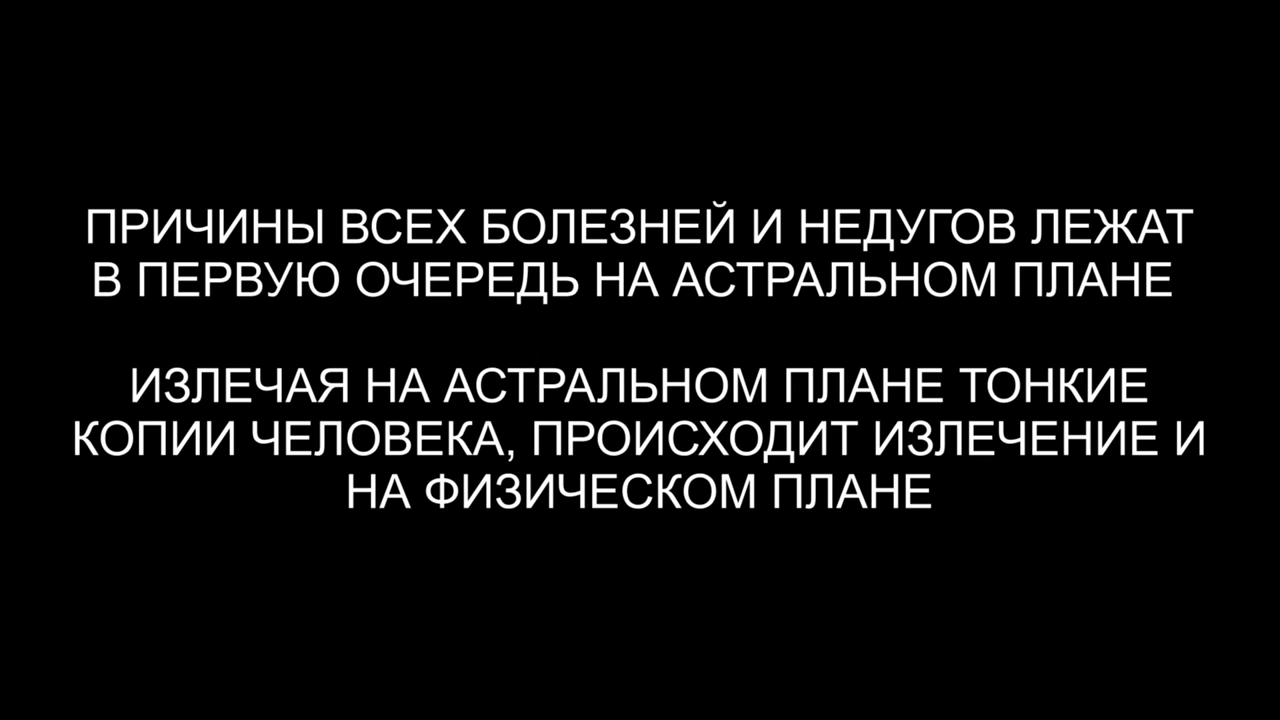 ПРИЧИНЫ ВСЕХ БОЛЕЗНЕЙ И НЕДУГОВ ЛЕЖАТ
В ПЕРВУЮ ОЧЕРЕДЬ НА АСТРАЛЬНОМ ПЛАНЕ
ИЗЛЕЧАЯ НА АСТРАЛЬНОМ ПЛАНЕ ТОНКИЕ
КОПИИ ЧЕЛОВЕКА, ПРОИСХОДИТ ИЗЛЕЧЕНИЕ И
НА ФИЗИЧЕСКОМ ПЛАНЕ